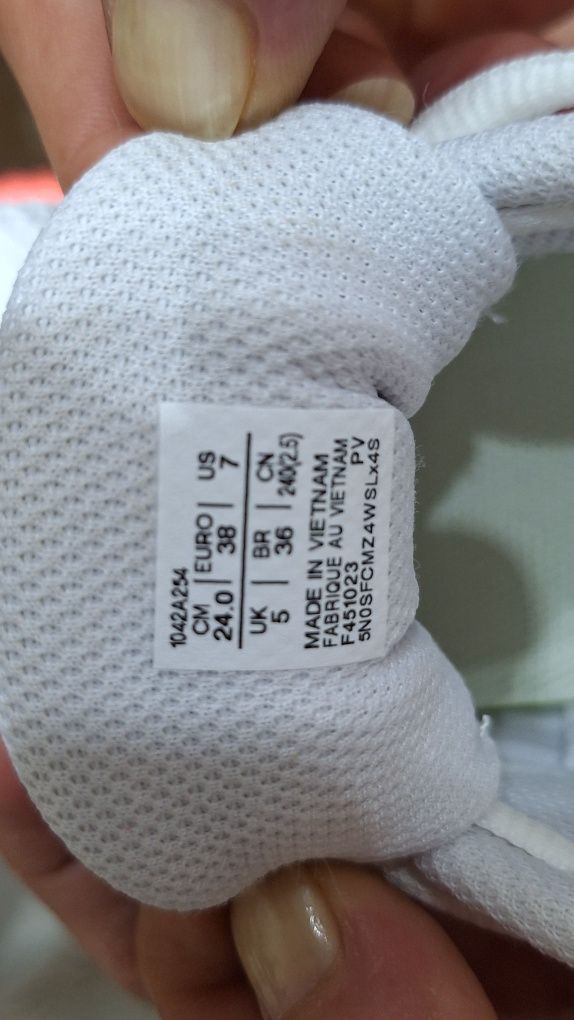 1042A254
CM | EURO | US
24.0 | 38 | 7
UK | BR | CN
5 | 36 | 240(2.5)
MADE IN VIETNAM
FABRIQUE AU VIETNAM
F451023 PV
5N0SFCMZ4WSLx4S